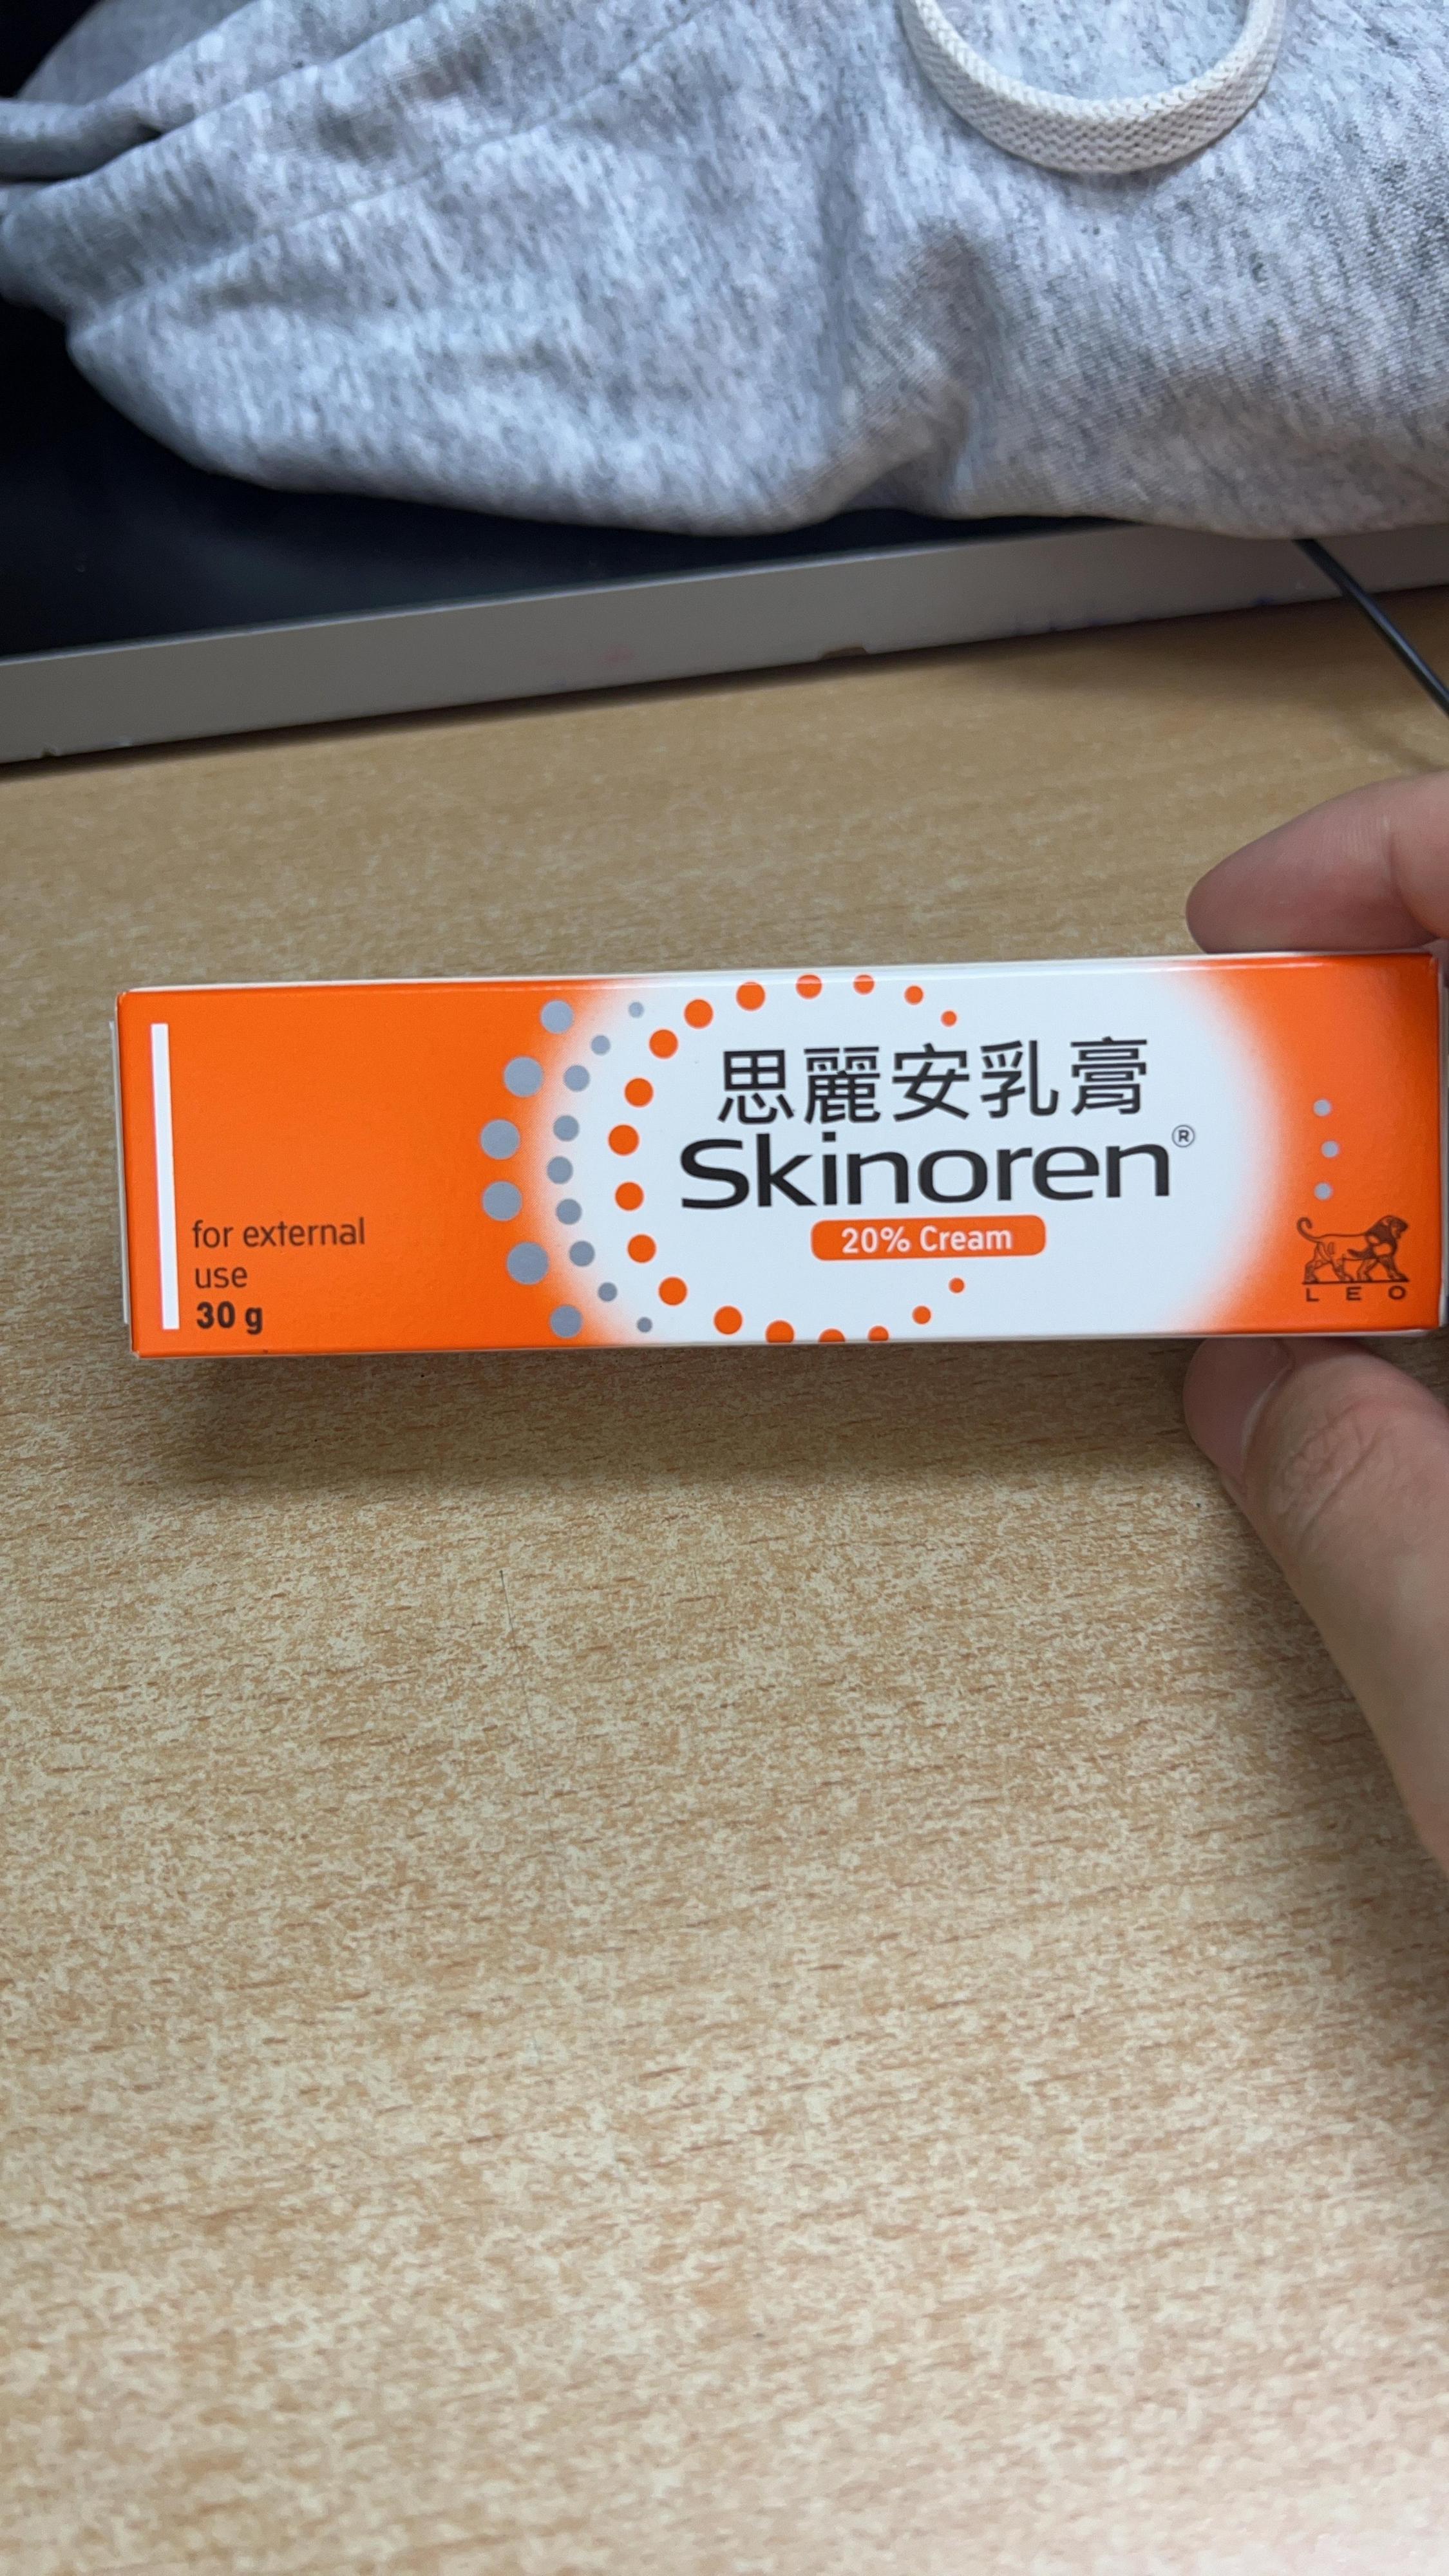 思麗安乳膏
Skinoren®
20% Cream
for external
use
30 g
LEO